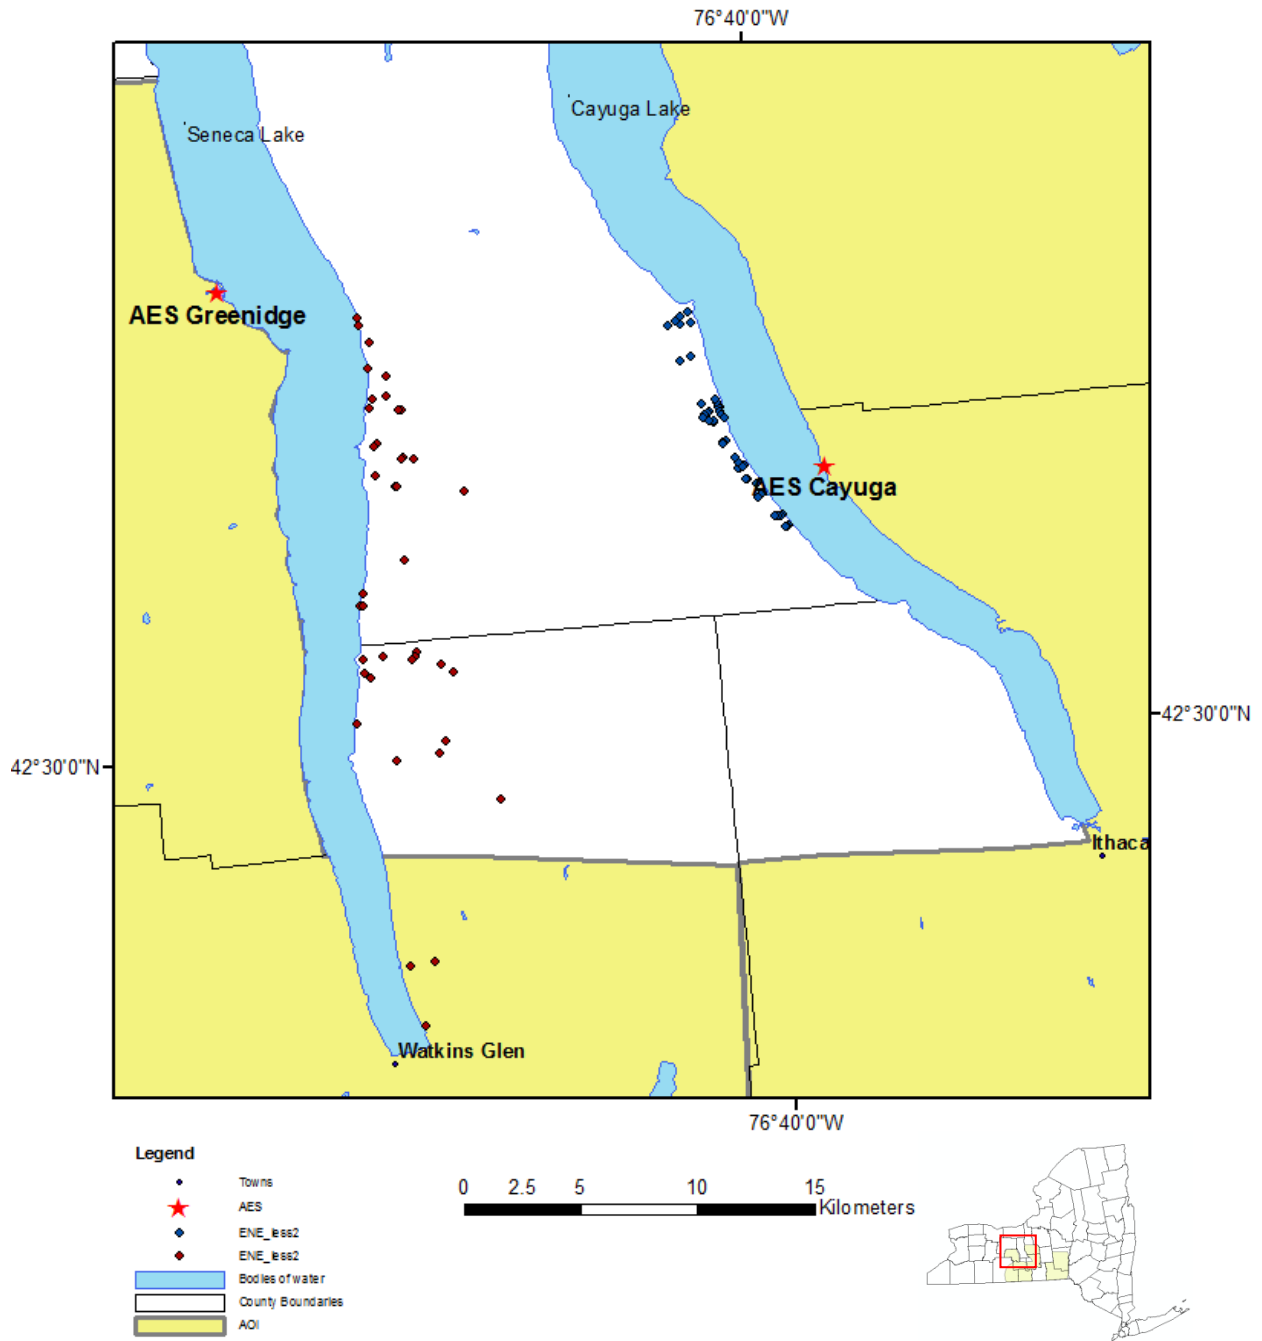 76°40'0"W
Cayuga Lake
Seneca Lake
AES Greenidge
AES Cayuga
42°30'0"N
42°30'0"N
Ithaca
Watkins Glen
76°40'0"W
Legend
Towns
AES
ENE_less2
ENE_less2
Bodies of water
County Boundaries
AOI
0 2.5 5 10 15
Kilometers